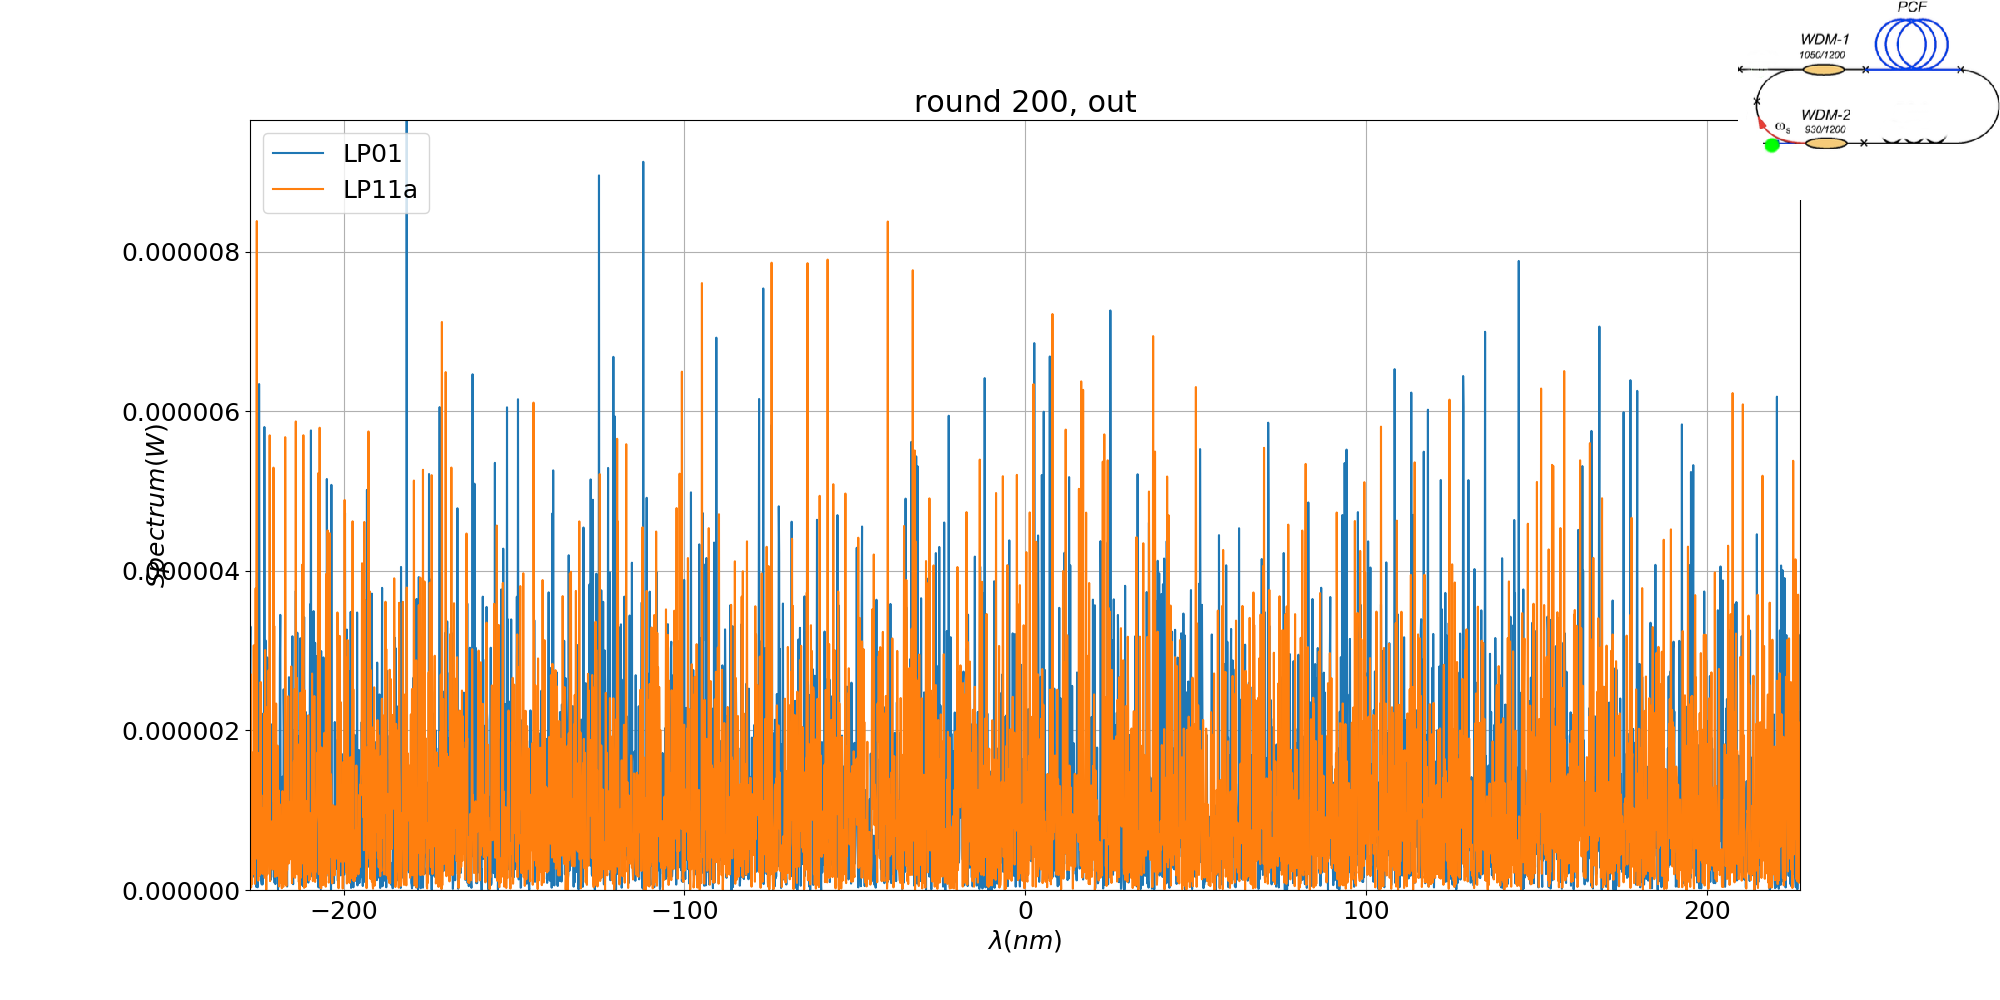 PCF
WDM-1
1050/1200
round 200, out
WDM-2
ωs
930/1200
LP01
LP11a
0.000008
0.000006
0.000004
0.000002
0.000000
Spectrum(W)
−200
−100
0
100
200
λ(nm)